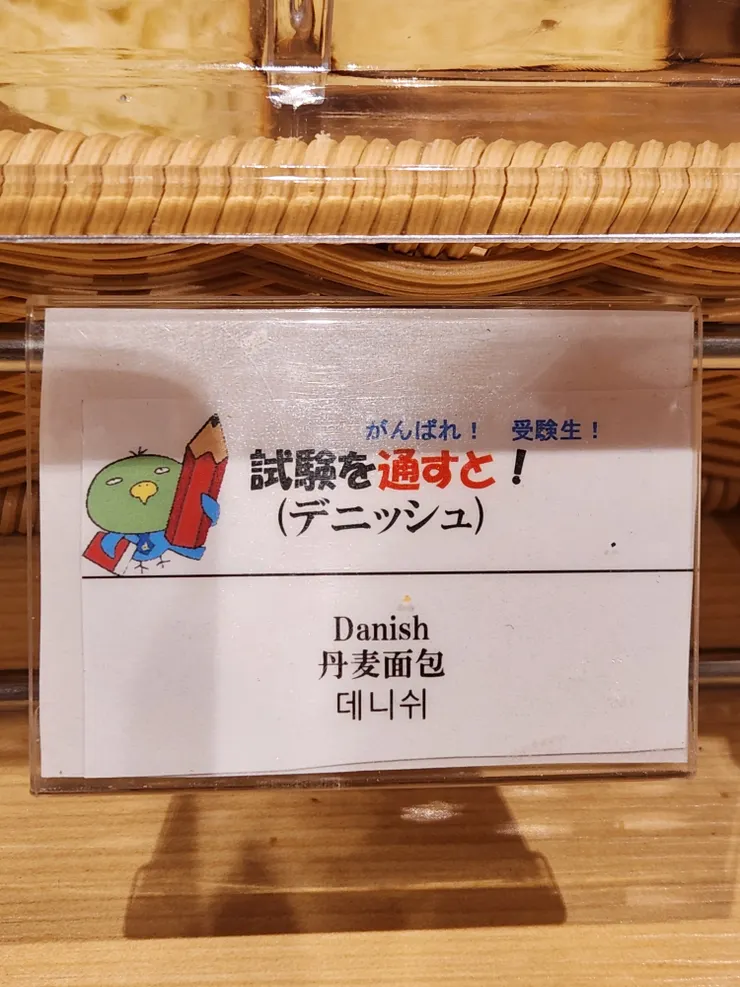 がんばれ！ 受験生！
試験を通すと！
(デニッシュ)
Danish
丹麦面包
데니쉬